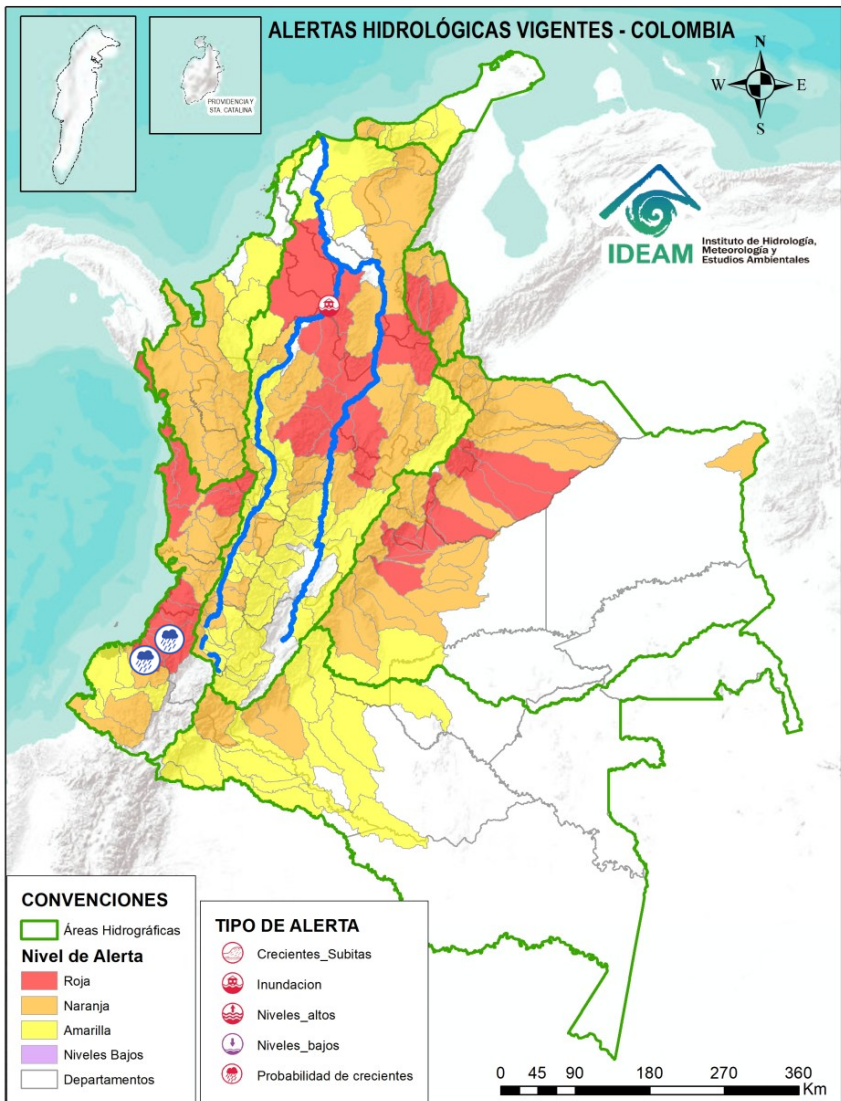 ALERTAS HIDROLÓGICAS VIGENTES - COLOMBIA
PROVIDENCIA Y
STA. CATALINA
N
W
E
S
IDEAM
Instituto de Hidrología,
Meteorología y
Estudios Ambientales
CONVENCIONES
Áreas Hidrográficas
Nivel de Alerta
Roja
Naranja
Amarilla
Niveles Bajos
Departamentos
TIPO DE ALERTA
Crecientes_Subitas
Inundacion
Niveles_altos
Niveles_bajos
Probabilidad de crecientes
0 45 90 180 270 360
Km